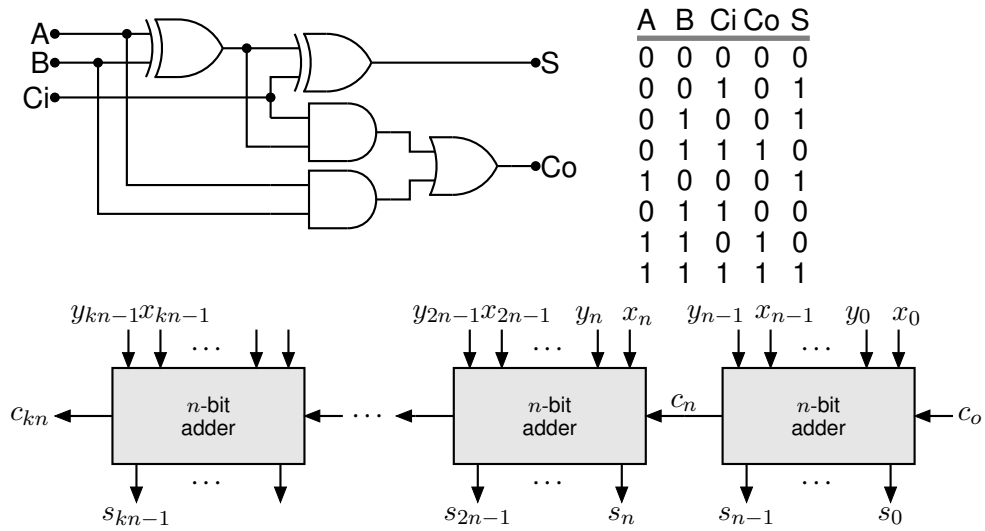 A
B
Ci
S
Co
A B Ci Co S
0 0 0 0 0
0 0 1 0 1
0 1 0 0 1
0 1 1 1 0
1 0 0 0 1
0 1 1 0 0
1 1 0 1 0
1 1 1 1 1
y_{kn−1} x_{kn−1} y_{2n−1} x_{2n−1} y_n x_n y_{n−1} x_{n−1} y_0 x_0
... ... ...
c_{kn} n-bit adder ... n-bit adder c_n n-bit adder c_o
... ... ...
s_{kn−1} s_{2n−1} s_n s_{n−1} s_0